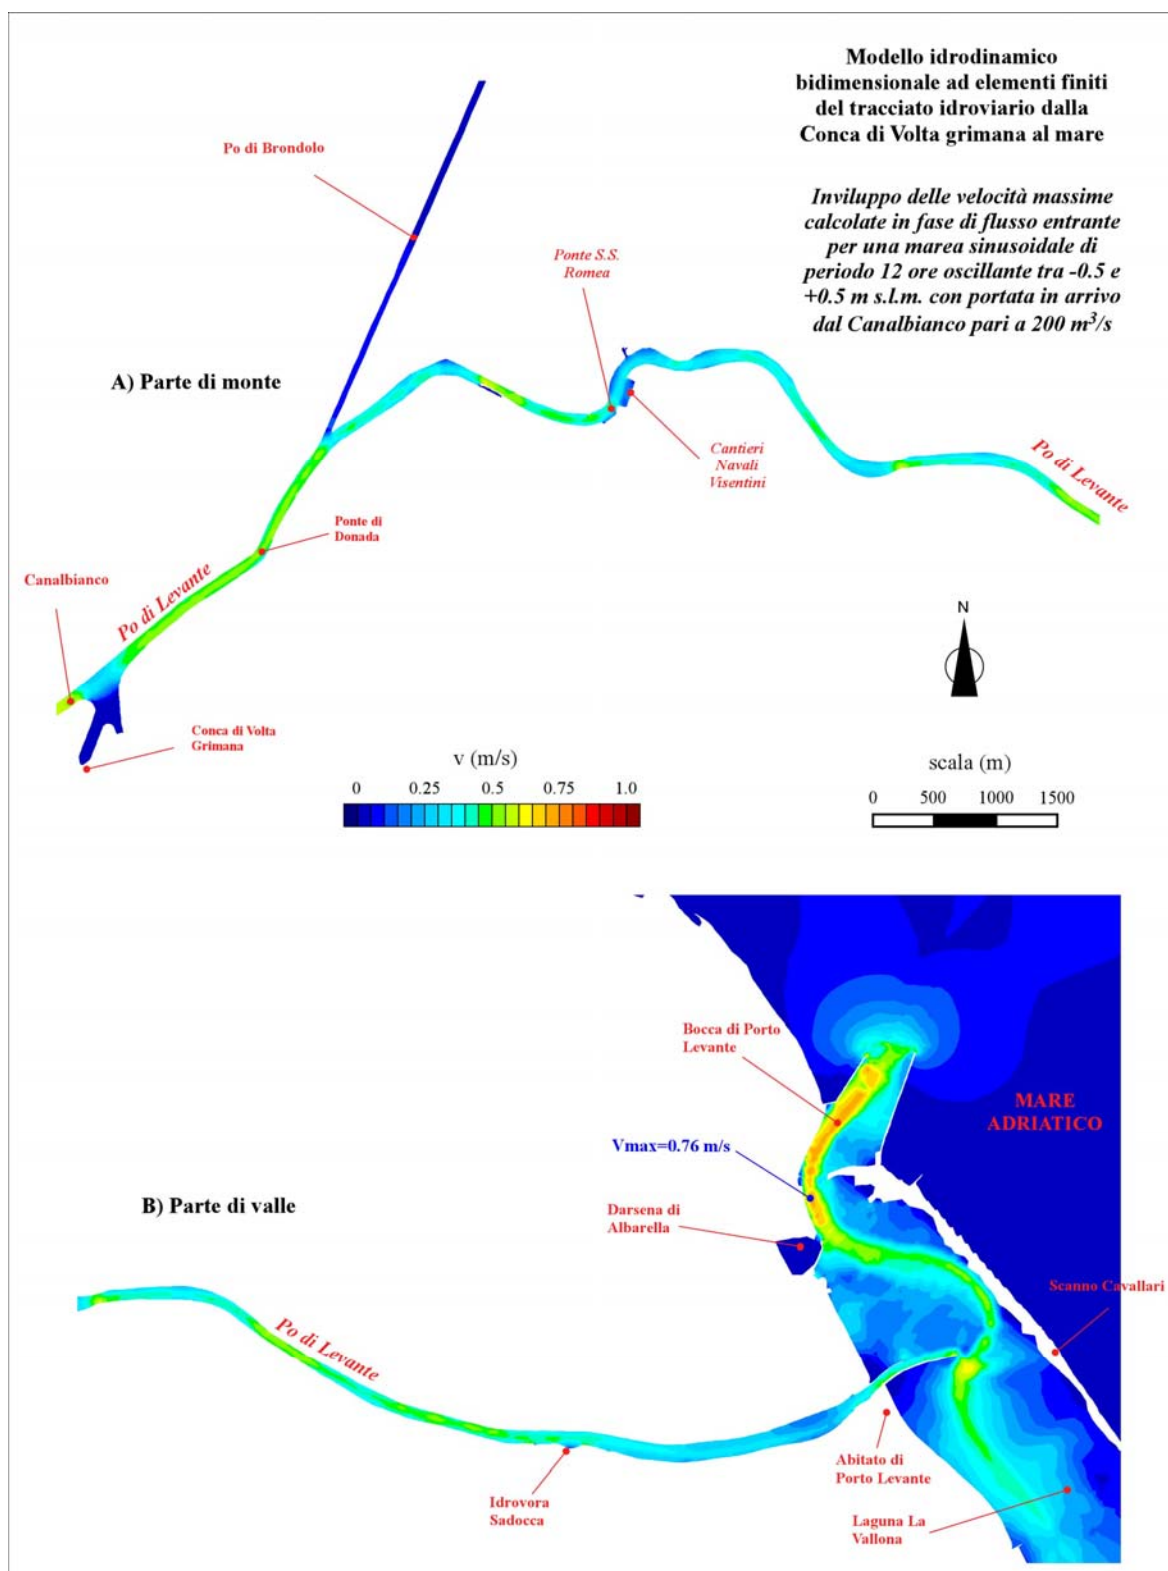 Modello idrodinamico
bidimensionale ad elementi finiti
del tracciato idroviario dalla
Conca di Volta grimana al mare
Inviluppo delle velocità massime
calcolate in fase di flusso entrante
per una marea sinusoidale di
periodo 12 ore oscillante tra -0.5 e
+0.5 m s.l.m. con portata in arrivo
dal Canalbianco pari a 200 m³/s
Po di Brondolo
Ponte S.S.
Romea
A) Parte di monte
Cantieri
Navali
Visentini
Po di Levante
Ponte di
Donada
Canalbianco
Po di Levante
N
Conca di Volta
Grimana
v (m/s)
0 0.25 0.5 0.75 1.0
scala (m)
0 500 1000 1500
Bocca di Porto
Levante
MARE
ADRIATICO
Vmax=0.76 m/s
B) Parte di valle
Darsena di
Albarella
Scanno Cavallari
Po di Levante
Abitato di
Porto Levante
Idrovora
Sadocca
Laguna La
Vallona